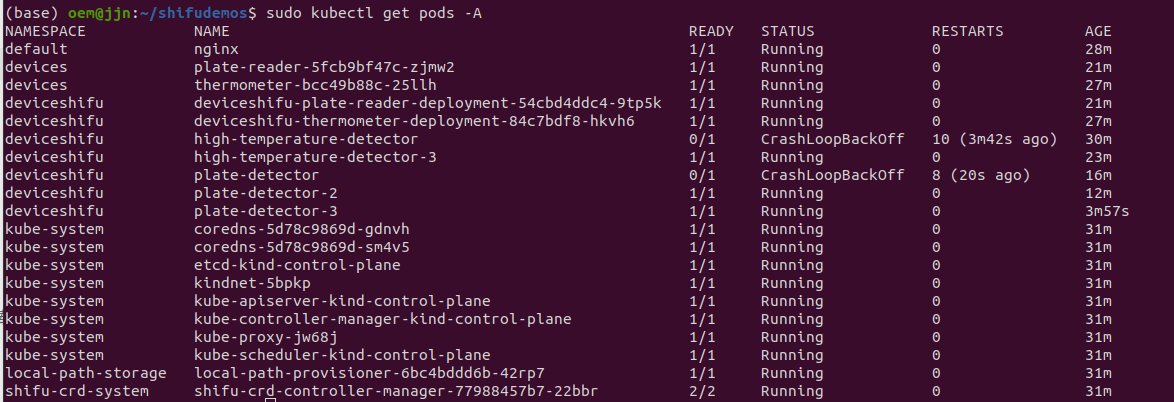 (base) oem@jjn:~/shifudemos$ sudo kubectl get pods -A
NAMESPACE NAME READY STATUS RESTARTS AGE
default nginx 1/1 Running 0 28m
devices plate-reader-5fcb9bf47c-zjmw2 1/1 Running 0 21m
devices thermometer-bcc49b88c-25llh 1/1 Running 0 27m
deviceshifu deviceshifu-plate-reader-deployment-54cbd4ddc4-9tp5k 1/1 Running 0 21m
deviceshifu deviceshifu-thermometer-deployment-84c7bdf8-hkvh6 1/1 Running 0 27m
deviceshifu high-temperature-detector 0/1 CrashLoopBackOff 10 (3m42s ago) 30m
deviceshifu high-temperature-detector-3 1/1 Running 0 23m
deviceshifu plate-detector 0/1 CrashLoopBackOff 8 (20s ago) 16m
deviceshifu plate-detector-2 1/1 Running 0 12m
deviceshifu plate-detector-3 1/1 Running 0 3m57s
kube-system coredns-5d78c9869d-gdnvh 1/1 Running 0 31m
kube-system coredns-5d78c9869d-sm4v5 1/1 Running 0 31m
kube-system etcd-kind-control-plane 1/1 Running 0 31m
kube-system kindnet-5bpkp 1/1 Running 0 31m
kube-system kube-apiserver-kind-control-plane 1/1 Running 0 31m
kube-system kube-controller-manager-kind-control-plane 1/1 Running 0 31m
kube-system kube-proxy-jw68j 1/1 Running 0 31m
kube-system kube-scheduler-kind-control-plane 1/1 Running 0 31m
local-path-storage local-path-provisioner-6bc4bddd6b-42rp7 1/1 Running 0 31m
shifu-crd-system shifu-crd-controller-manager-77988457b7-22bbr 2/2 Running 0 31m